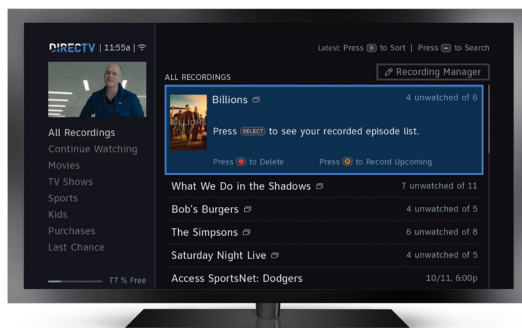 DIRECTV | 11:55a |
Latest: Press to Sort | Press to Search
ALL RECORDINGS
Recording Manager
BILLIONS
Billions
4 unwatched of 6
Press SELECT to see your recorded episode list.
Press to Delete
Press to Record Upcoming
All Recordings
Continue Watching
Movies
TV Shows
Sports
Kids
Purchases
Last Chance
77 % Free
What We Do in the Shadows
7 unwatched of 11
Bob's Burgers
4 unwatched of 5
The Simpsons
6 unwatched of 8
Saturday Night Live
4 unwatched of 5
Access SportsNet: Dodgers
10/11, 6:00p